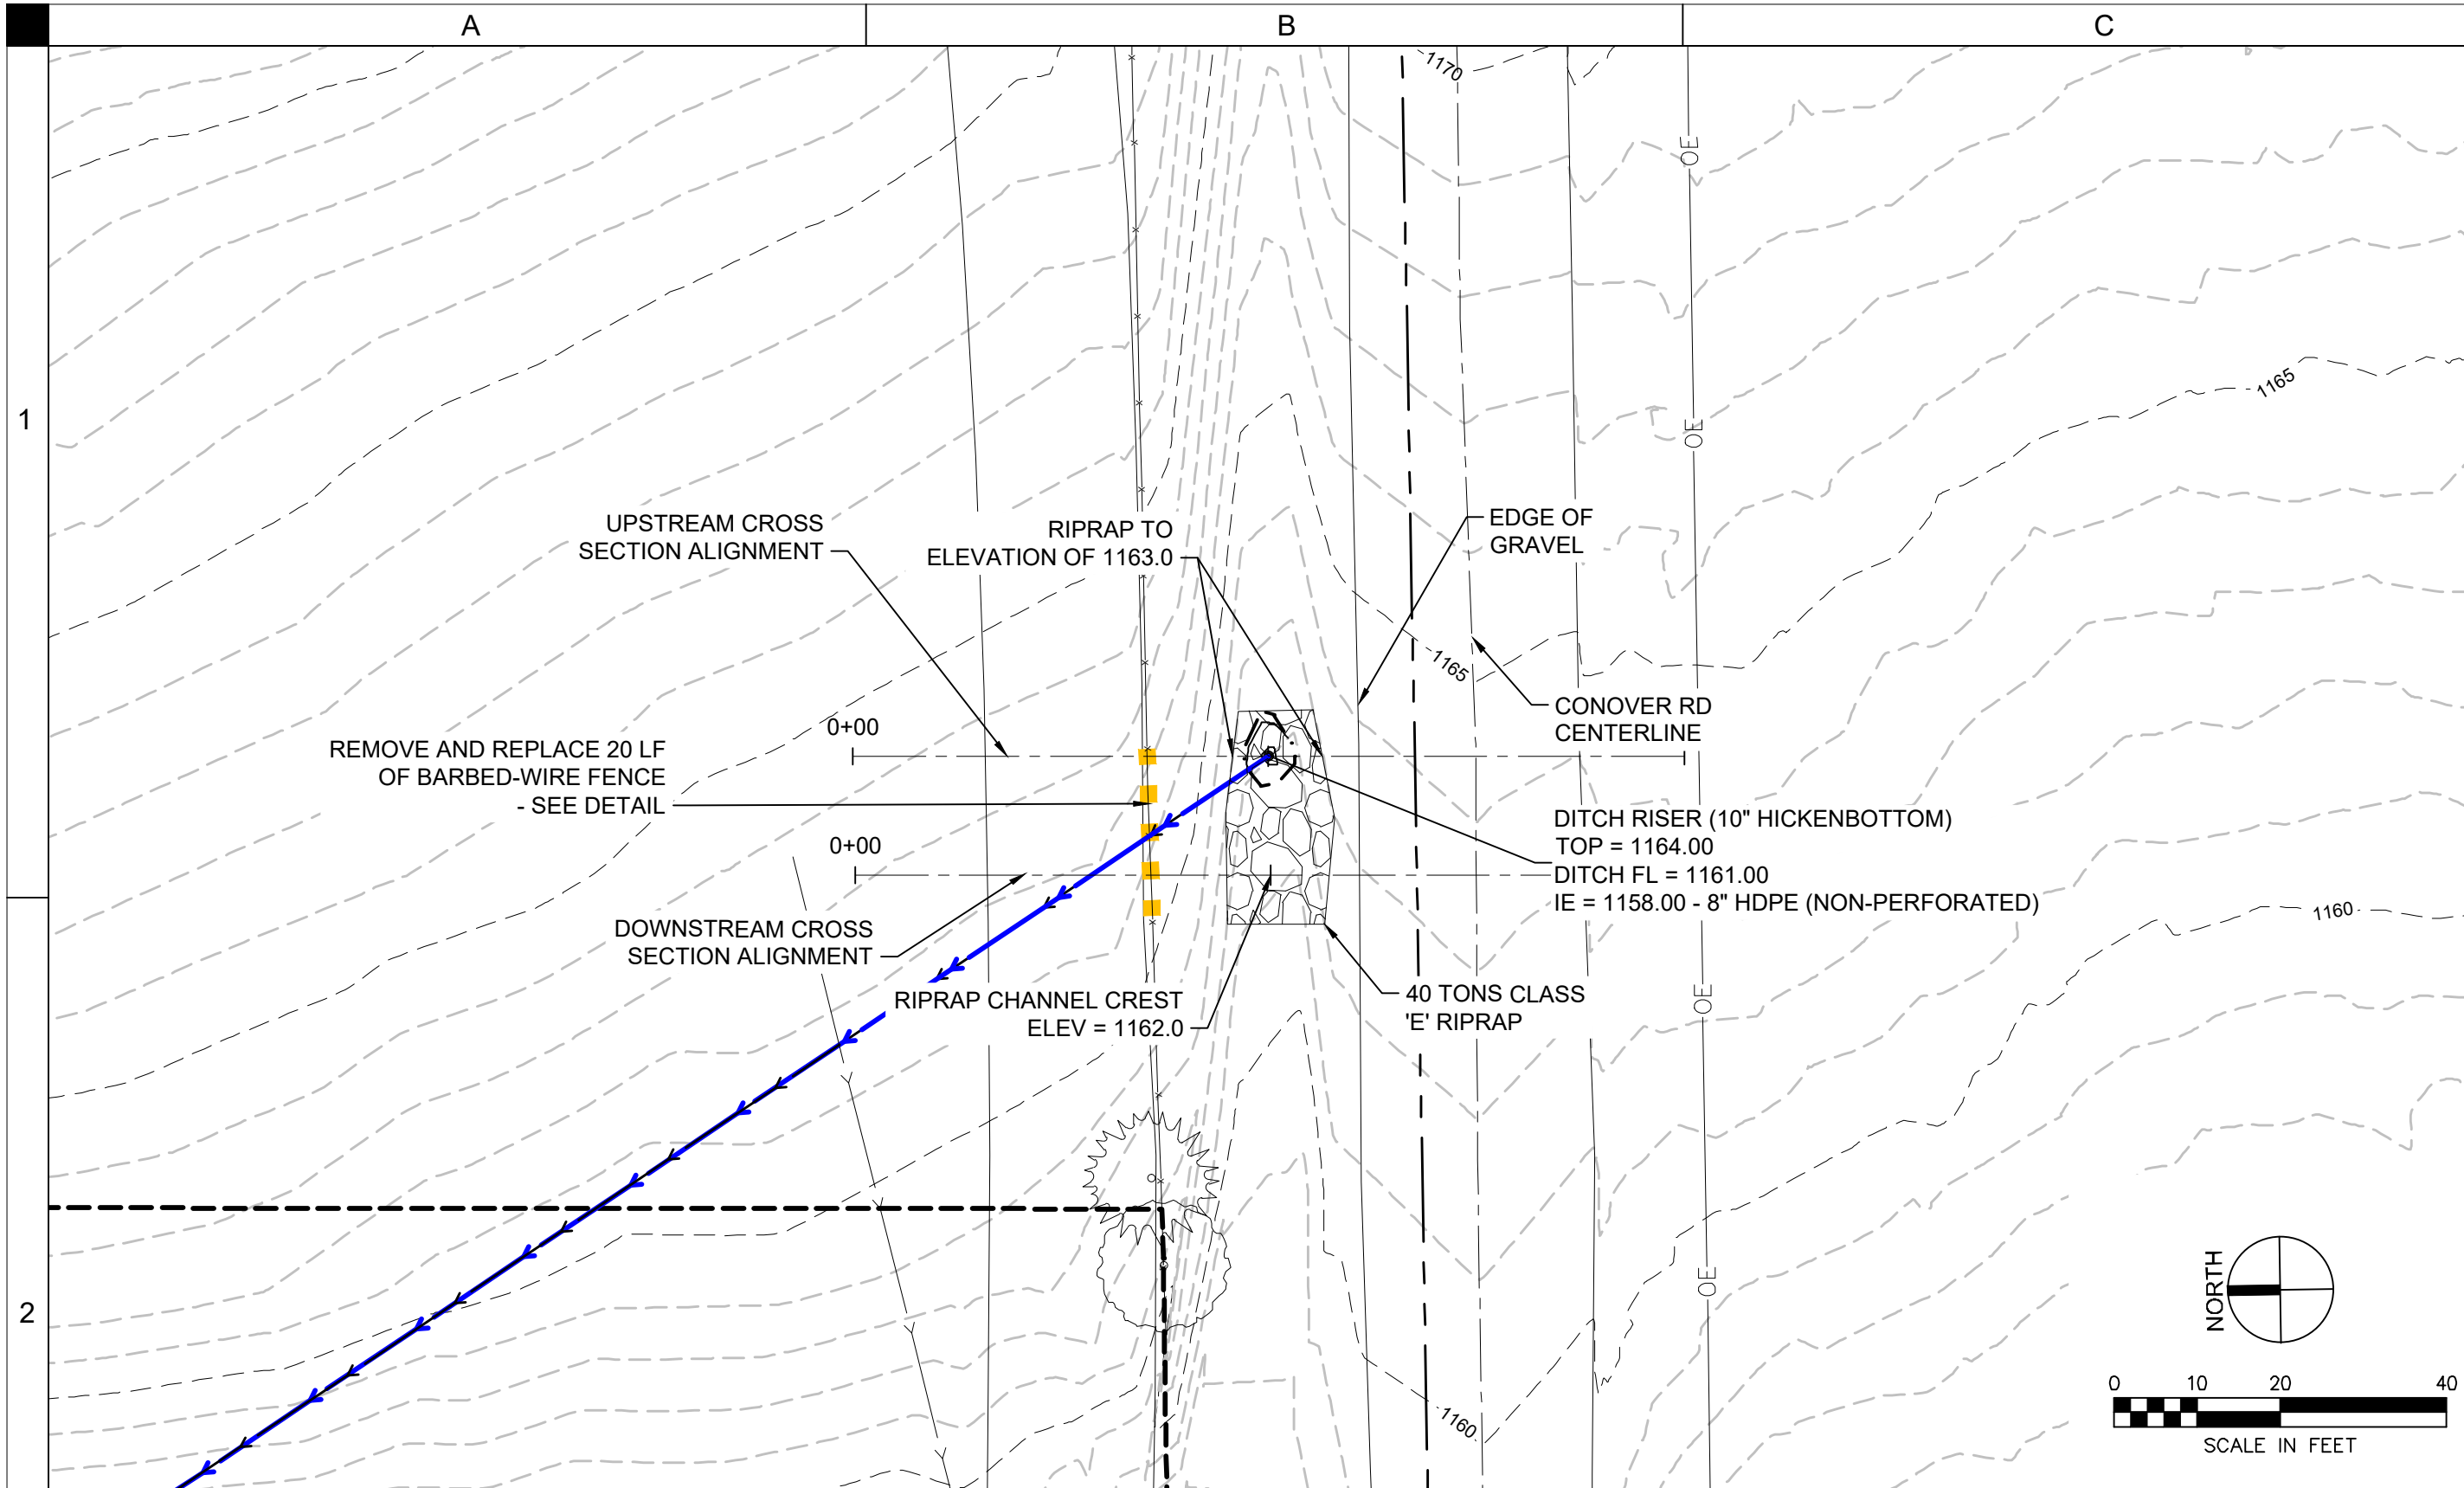 A
B
C
1170
OE
1
1165
OE
UPSTREAM CROSS
SECTION ALIGNMENT
RIPRAP TO
ELEVATION OF 1163.0
EDGE OF
GRAVEL
1165
CONOVER RD
CENTERLINE
0+00
REMOVE AND REPLACE 20 LF
OF BARBED-WIRE FENCE
- SEE DETAIL
0+00
DITCH RISER (10" HICKENBOTTOM)
TOP = 1164.00
DITCH FL = 1161.00
IE = 1158.00 - 8" HDPE (NON-PERFORATED)
1160
DOWNSTREAM CROSS
SECTION ALIGNMENT
RIPRAP CHANNEL CREST
ELEV = 1162.0
40 TONS CLASS
'E' RIPRAP
OE
OE
2
NORTH
1160
0 10 20 40
SCALE IN FEET